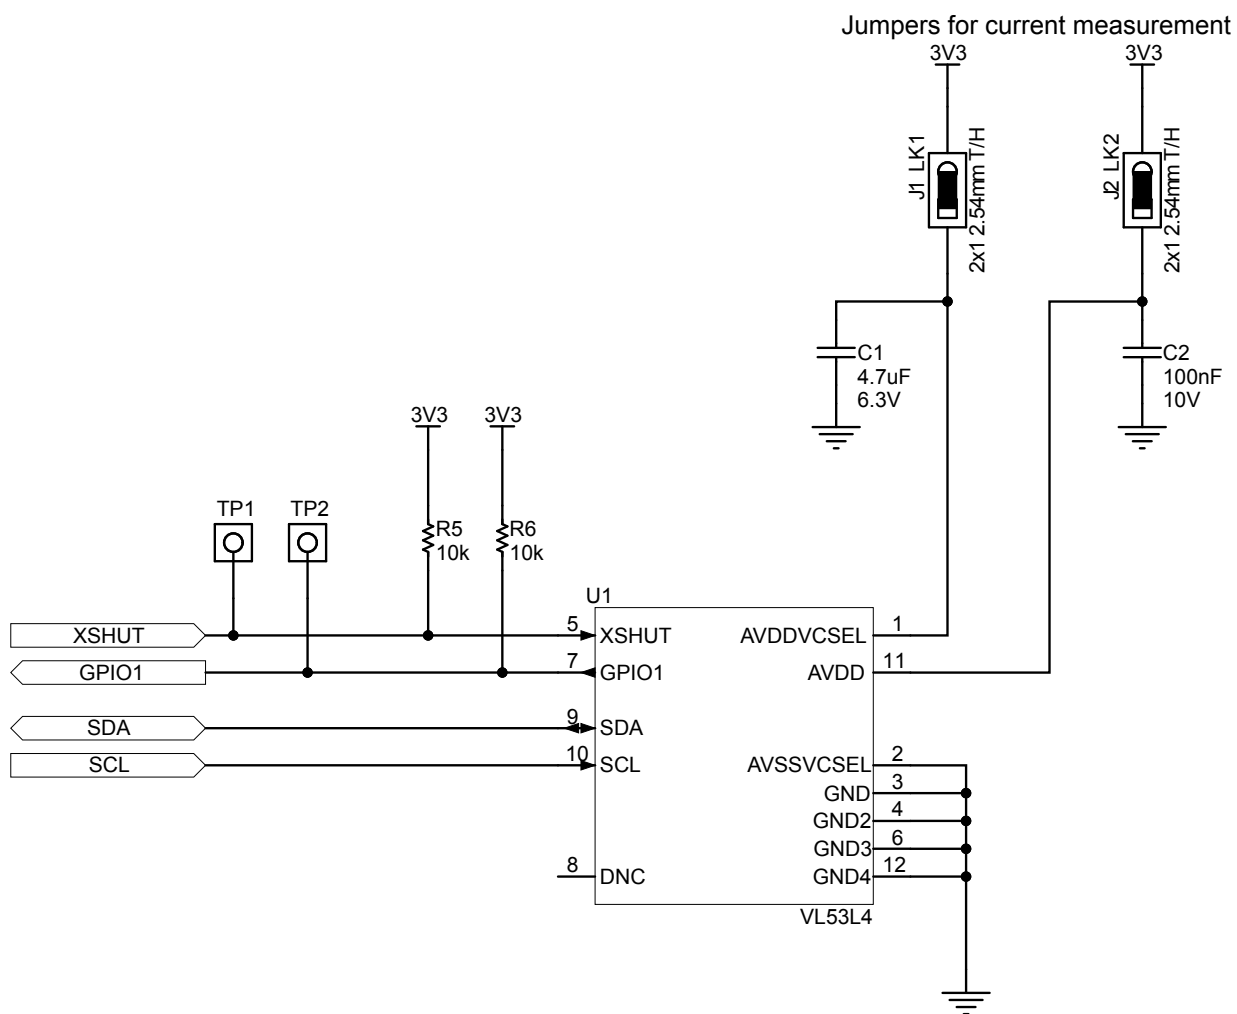 Jumpers for current measurement
3V3
3V3
J1 LK1
2x1 2.54mm T/H
J2 LK2
2x1 2.54mm T/H
C1
4.7uF
6.3V
C2
100nF
10V
3V3
3V3
TP1
TP2
R5
10k
R6
10k
U1
XSHUT
5
XSHUT
AVDDVCSEL
1
GPIO1
7
GPIO1
AVDD
11
SDA
9
SDA
SCL
10
SCL
AVSSVCSEL
2
GND
3
GND2
4
GND3
6
8
DNC
GND4
12
VL53L4